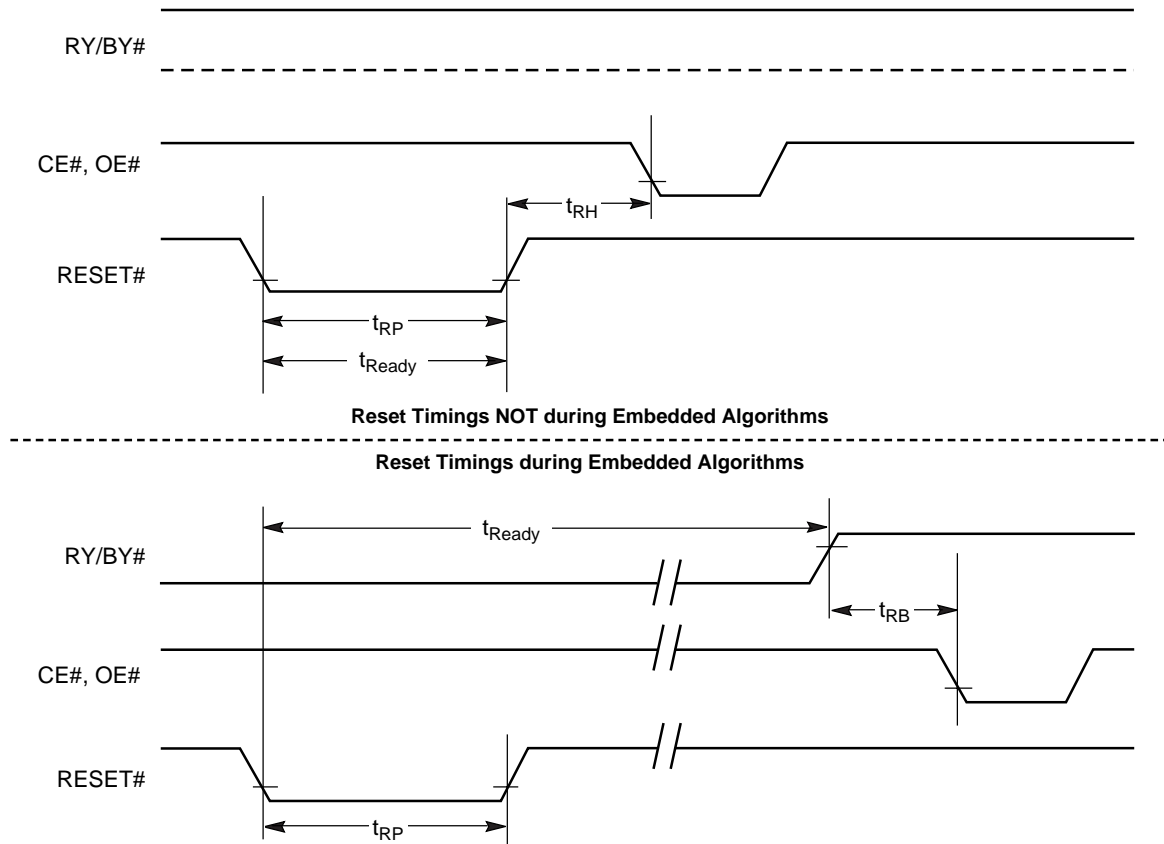 RY/BY#
CE#, OE#
tRH
RESET#
tRP
tReady
Reset Timings NOT during Embedded Algorithms
Reset Timings during Embedded Algorithms
tReady
RY/BY#
tRB
CE#, OE#
RESET#
tRP